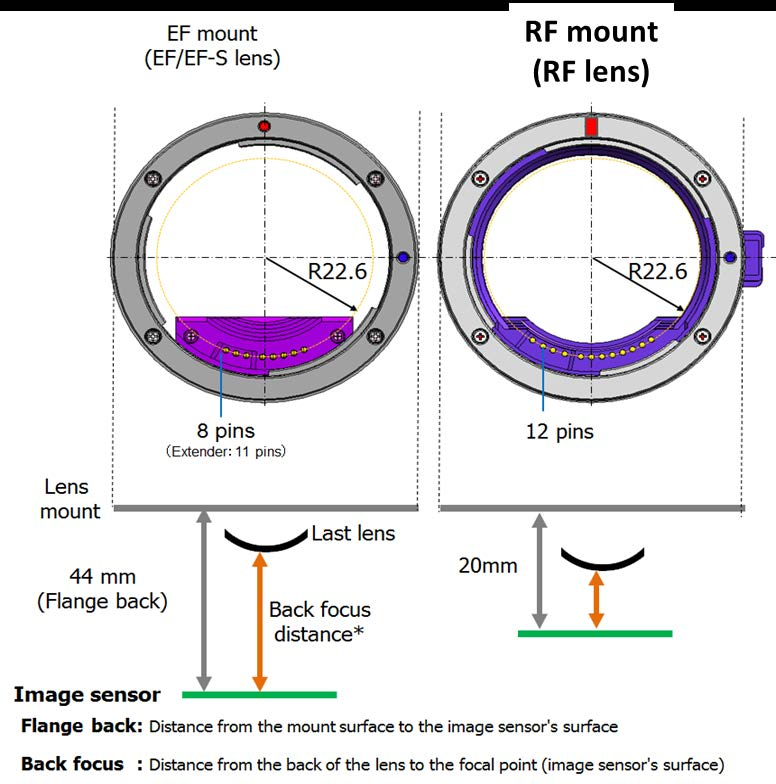 EF mount
(EF/EF-S lens)
RF mount
(RF lens)
R22.6
R22.6
8 pins
(Extender: 11 pins)
12 pins
Lens
mount
Last lens
44 mm
(Flange back)
20mm
Back focus
distance*
Image sensor
Flange back: Distance from the mount surface to the image sensor's surface
Back focus : Distance from the back of the lens to the focal point (image sensor's surface)